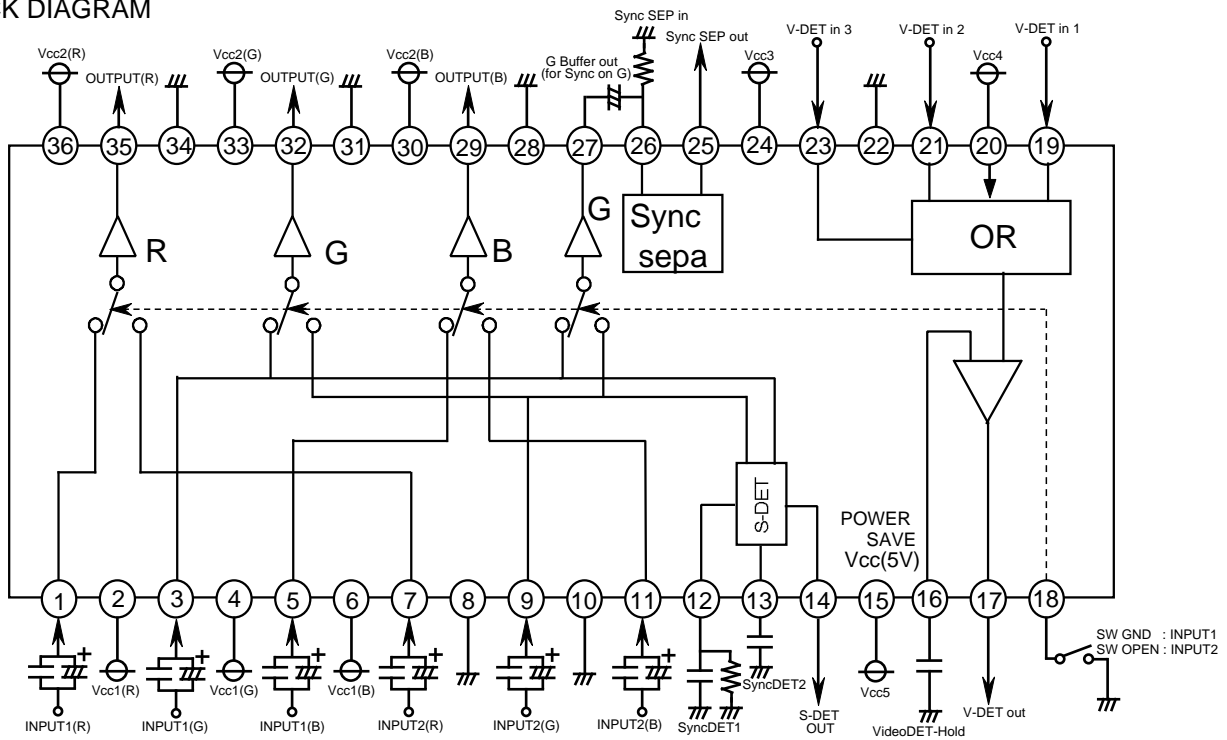 CK DIAGRAM
Sync SEP in
Vcc2(R)
OUTPUT(R)
Vcc2(G)
OUTPUT(G)
Vcc2(B)
OUTPUT(B)
G Buffer out
(for Sync on G)
Sync SEP out
Vcc3
V-DET in 3
V-DET in 2
Vcc4
V-DET in 1
36
35
34
33
32
31
30
29
28
27
26
25
24
23
22
21
20
19
R
G
B
G
Sync
sepa
OR
S-DET
POWER
SAVE
Vcc(5V)
1
2
3
4
5
6
7
8
9
10
11
12
13
14
15
16
17
18
+
+
+
+
+
+
SW GND : INPUT1
SW OPEN : INPUT2
INPUT1(R)
Vcc1(R)
INPUT1(G)
Vcc1(G)
INPUT1(B)
Vcc1(B)
INPUT2(R)
INPUT2(G)
INPUT2(B)
SyncDET1
SyncDET2
S-DET
OUT
Vcc5
VideoDET-Hold
V-DET out